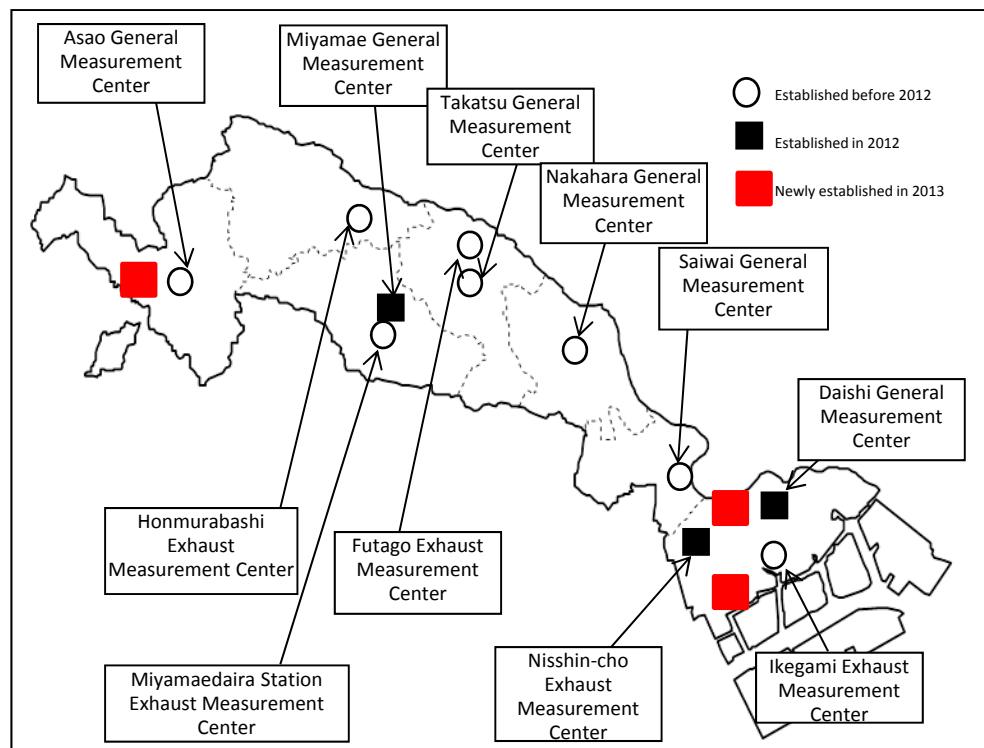 Asao General
Measurement
Center
Miyamae General
Measurement
Center
Takatsu General
Measurement
Center
Nakahara General
Measurement
Center
Saiwai General
Measurement
Center
Daishi General
Measurement
Center
Established before 2012
Established in 2012
Newly established in 2013
Honmurabashi
Exhaust
Measurement Center
Futago Exhaust
Measurement
Center
Miyamaedaira Station
Exhaust Measurement
Center
Nisshin-cho
Exhaust
Measurement
Center
Ikegami Exhaust
Measurement
Center